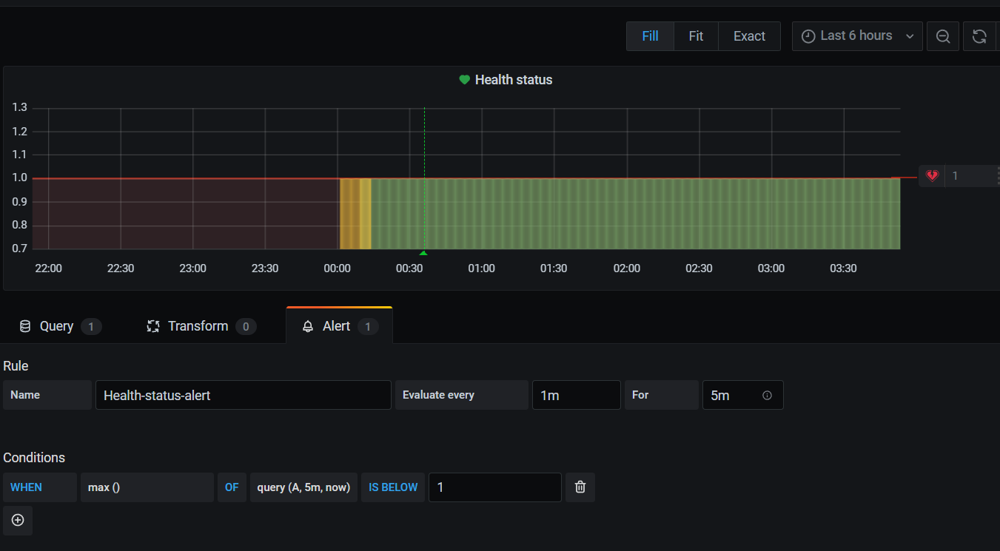 Fill Fit Exact Last 6 hours
Health status
1.3
1.2
1.1
1.0
1
0.9
0.8
0.7
22:00 22:30 23:00 23:30 00:00 00:30 01:00 01:30 02:00 02:30 03:00 03:30
Query 1 Transform 0 Alert 1
Rule
Name Health-status-alert Evaluate every 1m For 5m
Conditions
WHEN max () OF query (A, 5m, now) IS BELOW 1